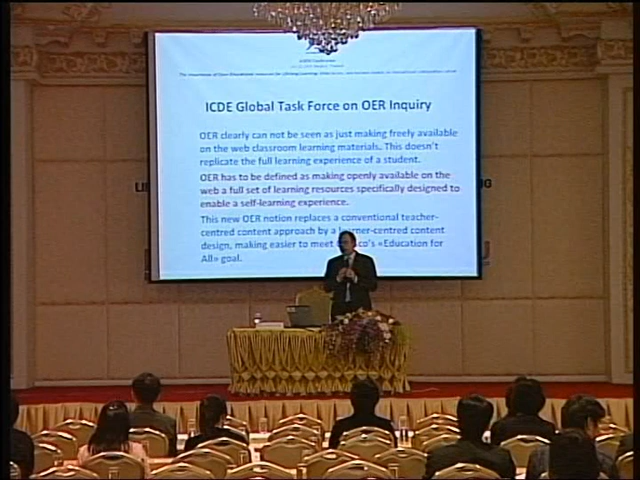 ICDE Global Task Force on OER Inquiry
OER clearly can not be seen as just making freely available
on the web classroom learning materials. This doesn't
replicate the full learning experience of a student.
OER has to be defined as making openly available on the
web a full set of learning resources specifically designed to
enable a self-learning experience.
This new OER notion replaces a conventional teacher-
centred content approach by a centred content
design, making easier to meet «Education for
All» goal.